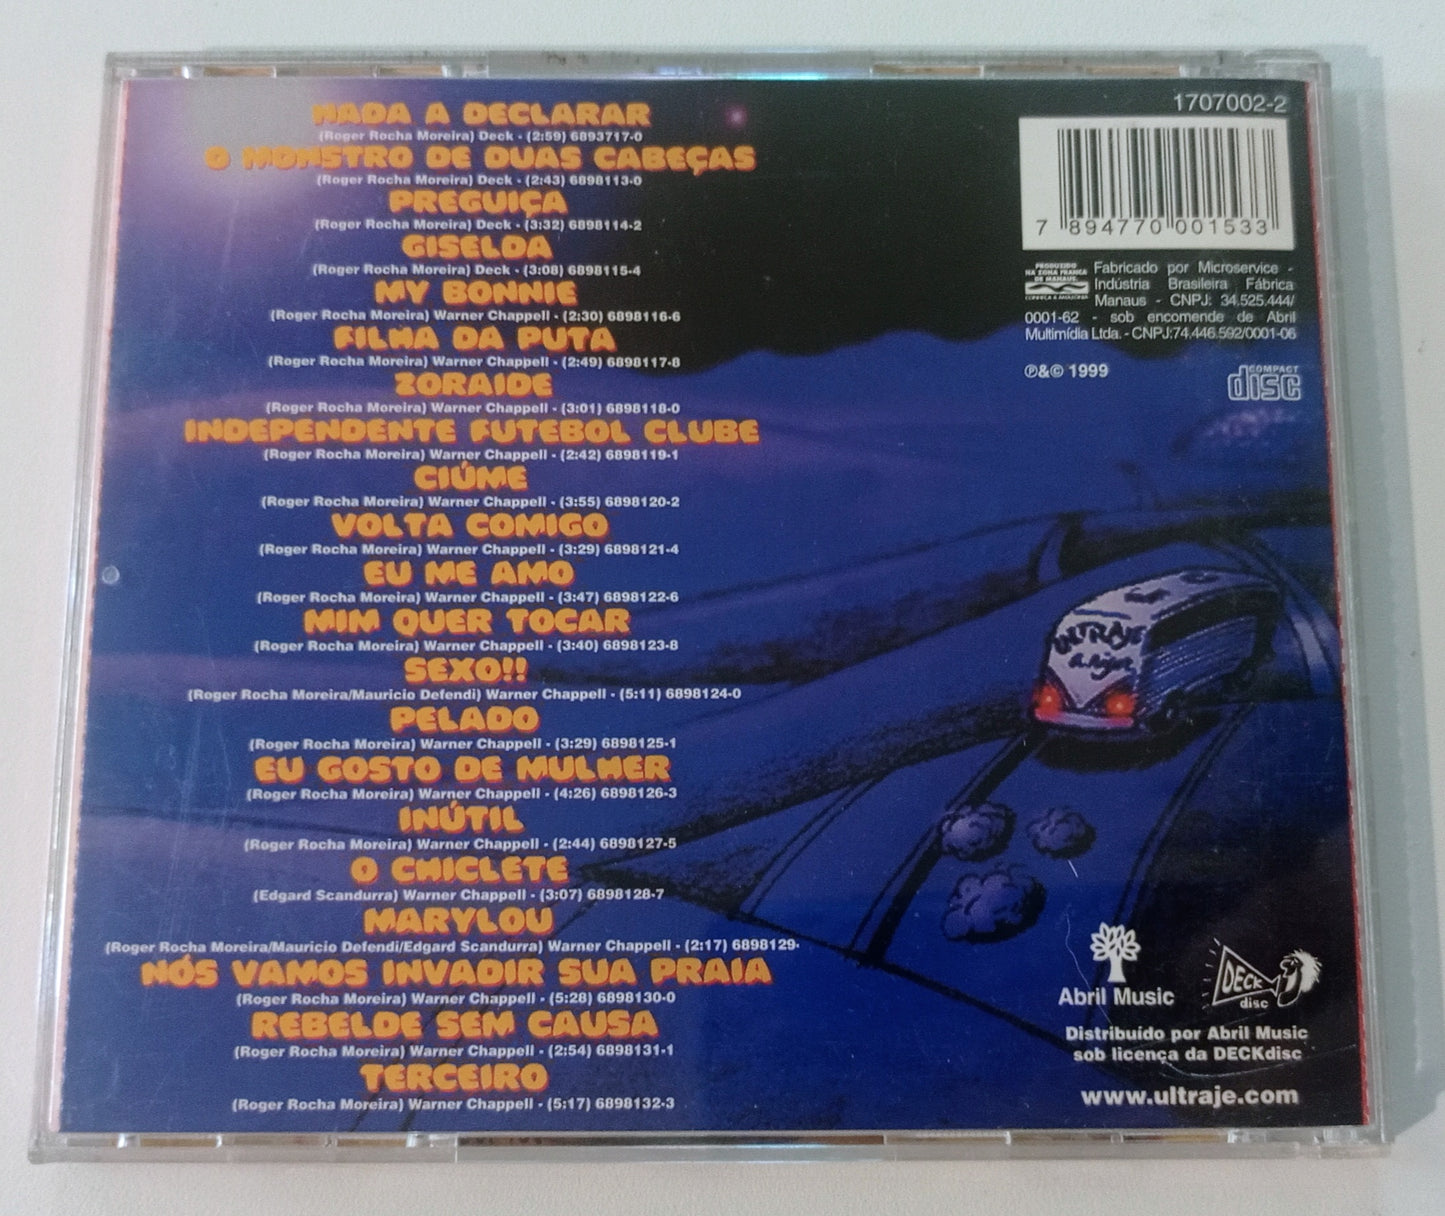 NADA A DECLARAR
(Roger Rocha Moreira) Deck - (2:59) 6893717-0
O MONSTRO DE DUAS CABEÇAS
(Roger Rocha Moreira) Deck - (2:43) 6898113-0
PREGUIÇA
(Roger Rocha Moreira) Deck - (3:32) 6898114-2
GISELDA
(Roger Rocha Moreira) Deck - (3:08) 6898115-4
MY BONNIE
(Roger Rocha Moreira) Warner Chappell - (2:30) 6898116-6
FILHA DA PUTA
(Roger Rocha Moreira) Warner Chappell - (2:49) 6898117-8
ZORAIDE
(Roger Rocha Moreira) Warner Chappell - (3:01) 6898118-0
INDEPENDENTE FUTEBOL CLUBE
(Roger Rocha Moreira) Warner Chappell - (2:42) 6898119-1
CIÚME
(Roger Rocha Moreira) Warner Chappell - (3:55) 6898120-2
VOLTA COMIGO
(Roger Rocha Moreira) Warner Chappell - (3:29) 6898121-4
EU ME AMO
(Roger Rocha Moreira) Warner Chappell - (3:47) 6898122-6
MIM QUER TOCAR
(Roger Rocha Moreira) Warner Chappell - (3:40) 6898123-8
SEXO!!
(Roger Rocha Moreira/Mauricio Defendi) Warner Chappell - (5:11) 6898124-0
PELADO
(Roger Rocha Moreira) Warner Chappell - (3:29) 6898125-1
EU GOSTO DE MULHER
(Roger Rocha Moreira) Warner Chappell - (4:26) 6898126-3
INÚTIL
(Roger Rocha Moreira) Warner Chappell - (2:44) 6898127-5
O CHICLETE
(Edgard Scandurra) Warner Chappell - (3:07) 6898128-7
MARYLOU
(Roger Rocha Moreira/Mauricio Defendi/Edgard Scandurra) Warner Chappell - (2:17) 6898129-
NÓS VAMOS INVADIR SUA PRAIA
(Roger Rocha Moreira) Warner Chappell - (5:28) 6898130-0
REBELDE SEM CAUSA
(Roger Rocha Moreira) Warner Chappell - (2:54) 6898131-1
TERCEIRO
(Roger Rocha Moreira) Warner Chappell - (5:17) 6898132-3
1707002-2
7 894770 001533
PRODUZIDO
NA ZONA FRANCA
DE MANAUS
CONHEÇA A AMAZÔNIA
Fabricado por Microservice -
Indústria Brasileira Fábrica
Manaus - CNPJ: 34.525.444/
0001-62 - sob encomende de Abril
Multimídia Ltda. - CNPJ:74.446.592/0001-06
℗&© 1999
COMPACT
disc
ULTRAJE
a rigor
Abril Music
DECK
disc
Distribuído por Abril Music
sob licença da DECKdisc
www.ultraje.com